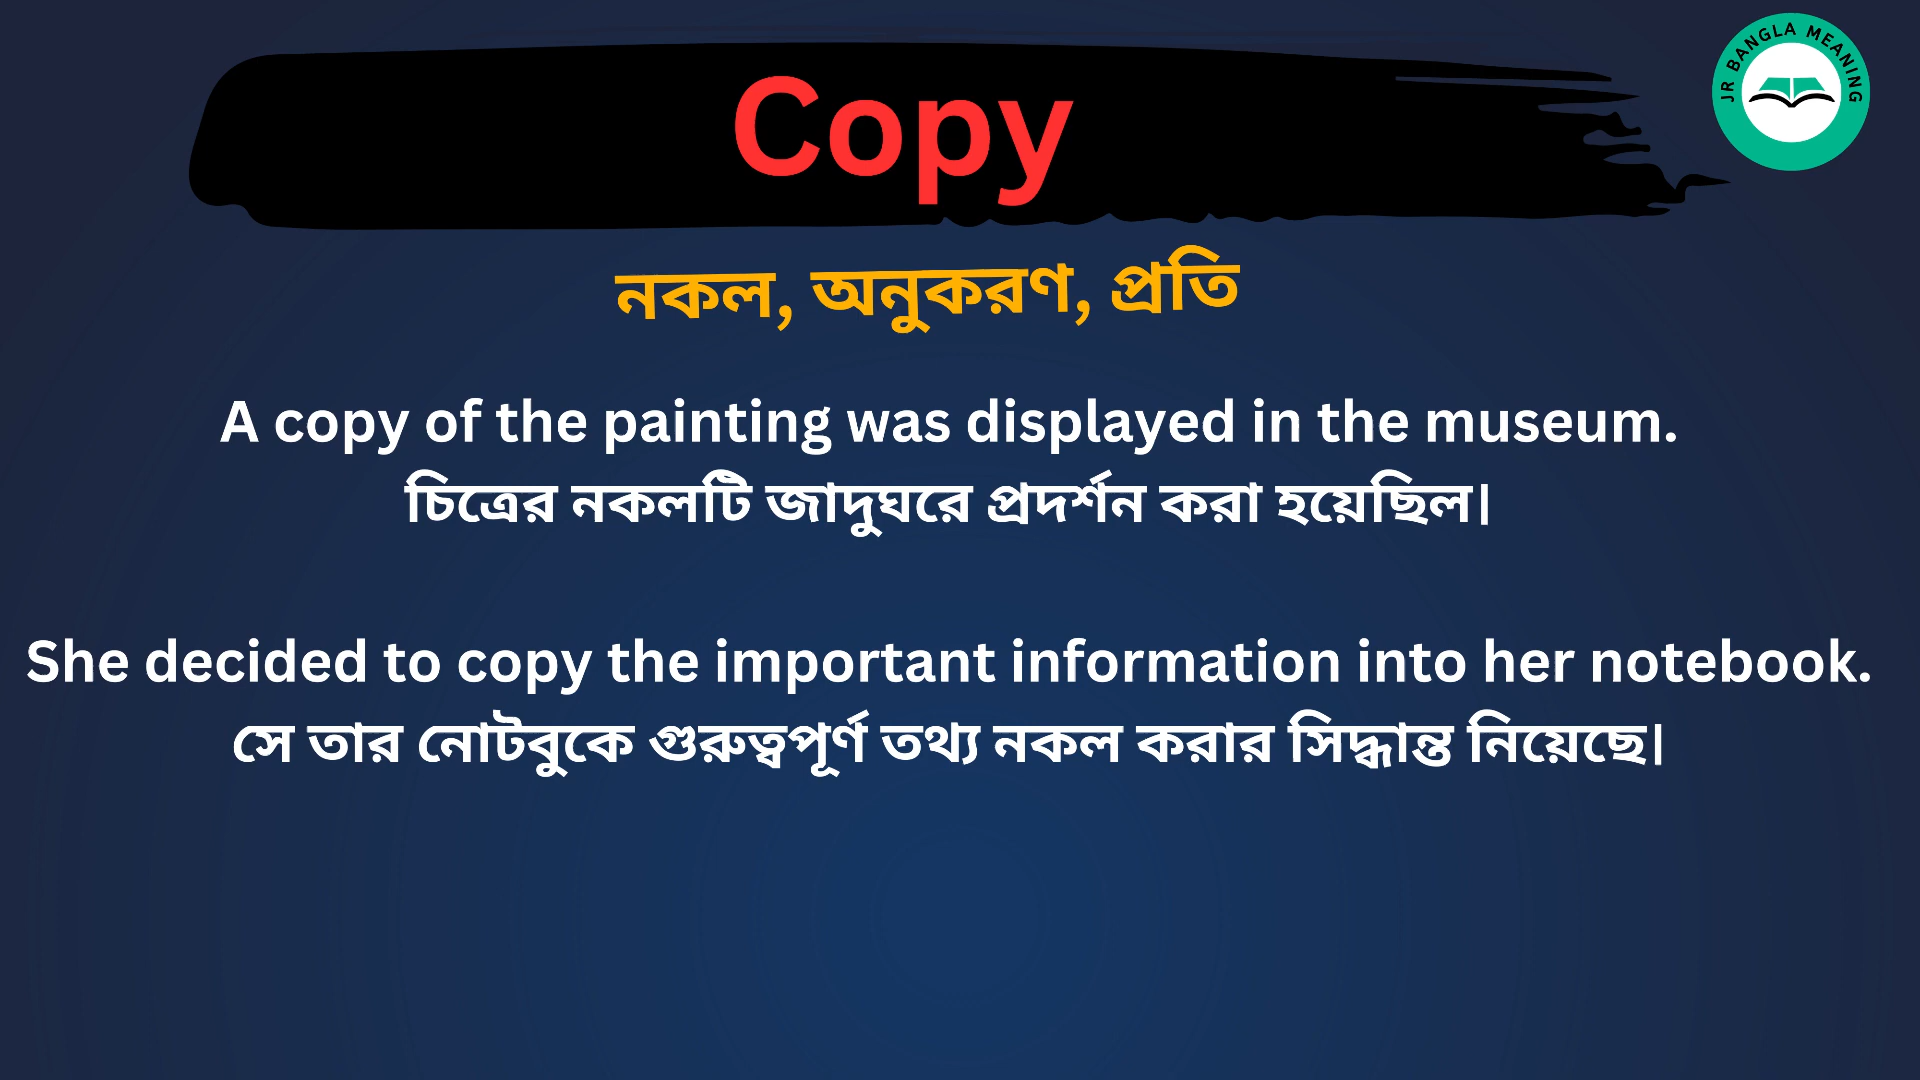 JR BANGLA MEANING
Copy
নকল, অনুকরণ, প্রতি
A copy of the painting was displayed in the museum.
চিত্রের নকলটি জাদুঘরে প্রদর্শন করা হয়েছিল।
She decided to copy the important information into her notebook.
সে তার নোটবুকে গুরুত্বপূর্ণ তথ্য নকল করার সিদ্ধান্ত নিয়েছে।